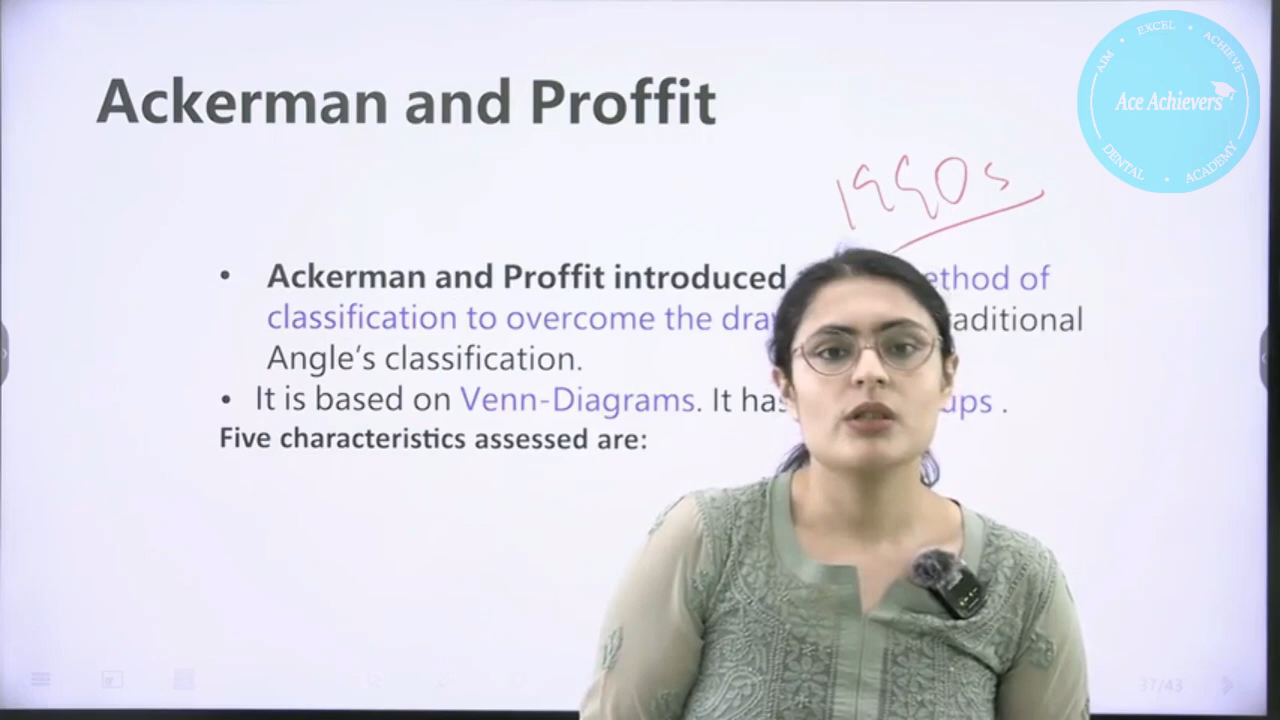 Ackerman and Proffit
1990s
• Ackerman and Proffit introduced ethod of
classification to overcome the aditional
Angle's classification.
• It is based on Venn-Diagrams. It has ups .
Five characteristics assessed are:
AIM • EXCEL • ACHIEVE
Ace Achievers
DENTAL • ACADEMY
37/43